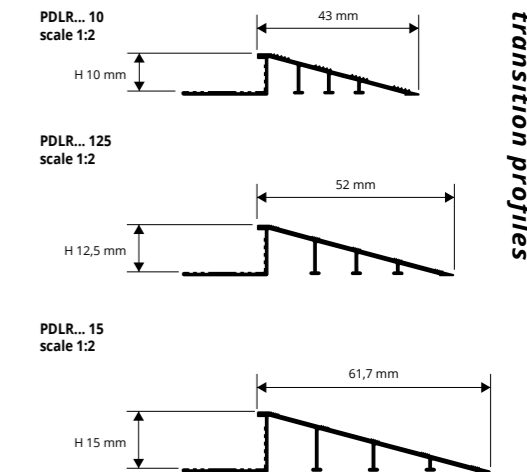 PDLR... 10
scale 1:2
43 mm
H 10 mm
PDLR... 125
scale 1:2
52 mm
H 12,5 mm
PDLR... 15
scale 1:2
61,7 mm
H 15 mm
transition profiles